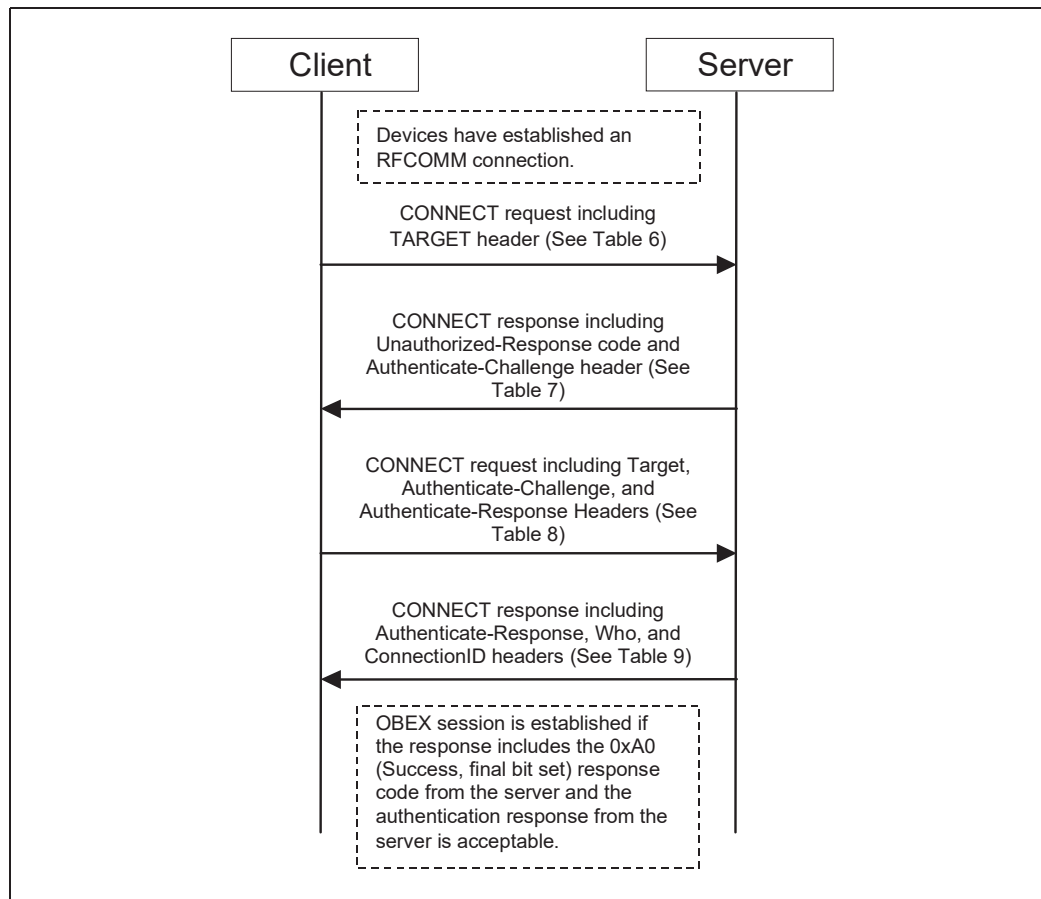 Client
Server
Devices have established an
RFCOMM connection.
CONNECT request including
TARGET header (See Table 6)
CONNECT response including
Unauthorized-Response code and
Authenticate-Challenge header (See
Table 7)
CONNECT request including Target,
Authenticate-Challenge, and
Authenticate-Response Headers (See
Table 8)
CONNECT response including
Authenticate-Response, Who, and
ConnectionID headers (See Table 9)
OBEX session is established if
the response includes the 0xA0
(Success, final bit set) response
code from the server and the
authentication response from the
server is acceptable.